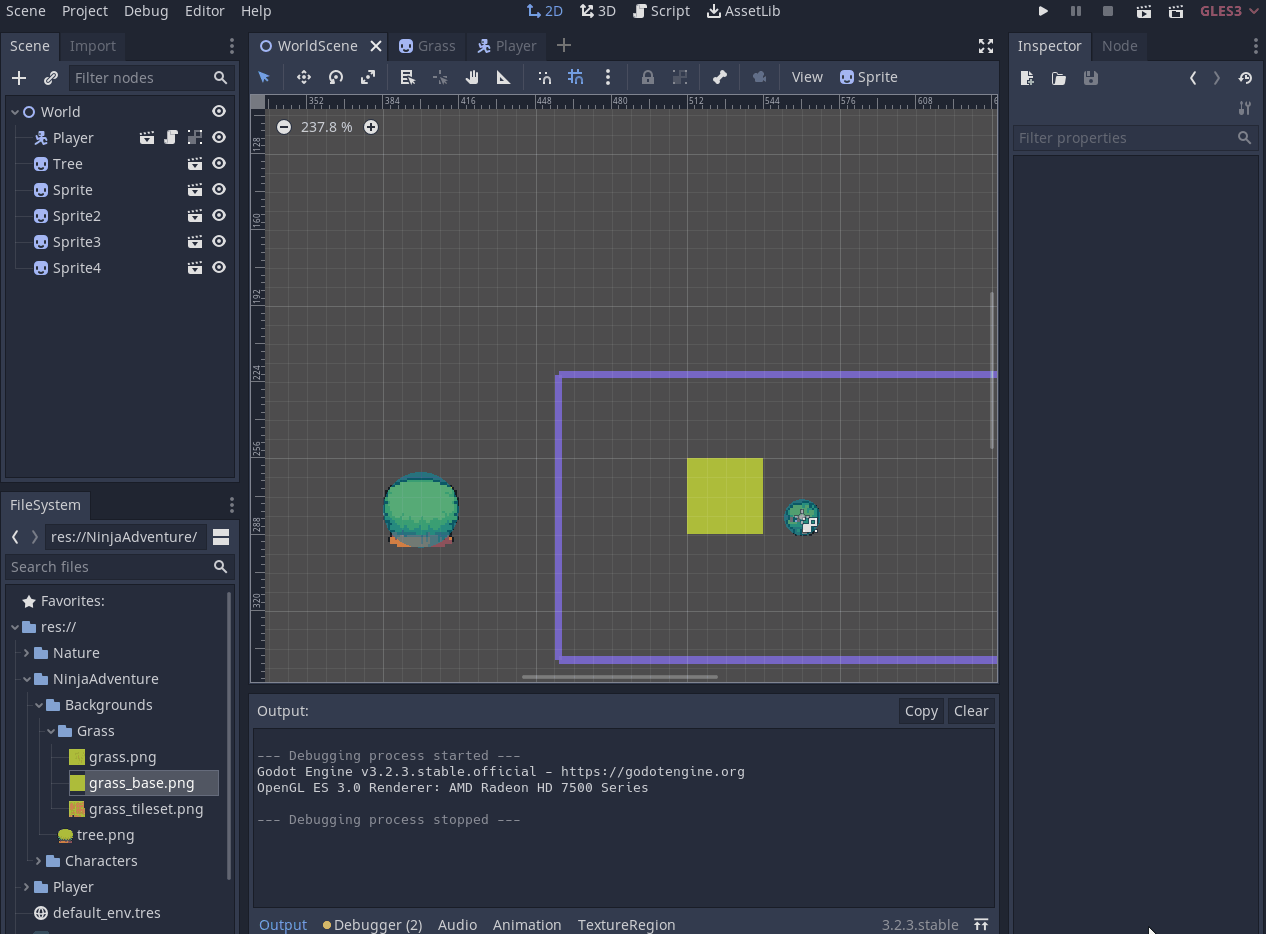 Scene Project Debug Editor Help 2D 3D Script AssetLib GLES3
Scene Import WorldScene Grass Player Inspector Node
Filter nodes View Sprite
352 384 416 448 480 512 544 576 608
World
Player
Tree
Sprite
Sprite2
Sprite3
Sprite4
237.8 %
128
160
192
224
256
288
320
Filter properties
FileSystem
res://NinjaAdventure/
Search files
Favorites:
res://
Nature
NinjaAdventure
Backgrounds
Grass
grass.png
grass_base.png
grass_tileset.png
tree.png
Characters
Player
default_env.tres
Output: Copy Clear
--- Debugging process started ---
Godot Engine v3.2.3.stable.official - https://godotengine.org
OpenGL ES 3.0 Renderer: AMD Radeon HD 7500 Series
--- Debugging process stopped ---
Output Debugger (2) Audio Animation TextureRegion 3.2.3.stable